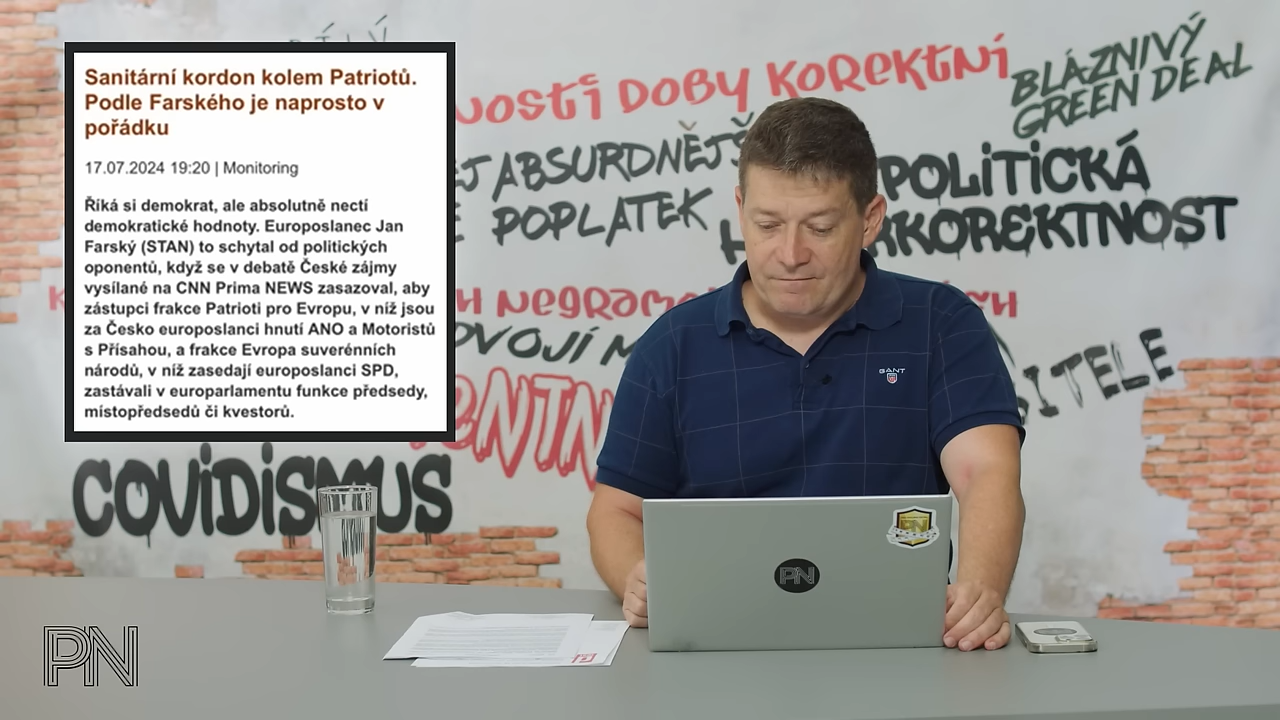 Sanitární kordon kolem Patriotů.
Podle Farského je naprosto v
pořádku
17.07.2024 19:20 | Monitoring
Říká si demokrat, ale absolutně nectí
demokratické hodnoty. Europoslanec Jan
Farský (STAN) to schytal od politických
oponentů, když se v debatě České zájmy
vysílané na CNN Prima NEWS zasazoval, aby
zástupci frakce Patrioti pro Evropu, v níž jsou
za Česko europoslanci hnutí ANO a Motoristů
s Přísahou, a frakce Evropa suverénních
národů, v níž zasedají europoslanci SPD,
zastávali v europarlamentu funkce předsedy,
místopředsedů či kvestorů.
DOBY KOREKTNÍ
BLÁZNIVÝ
GREEN DEAL
POPLATEK
POLITICKÁ
COVIDISMUS
GANT
PN
PN
PN